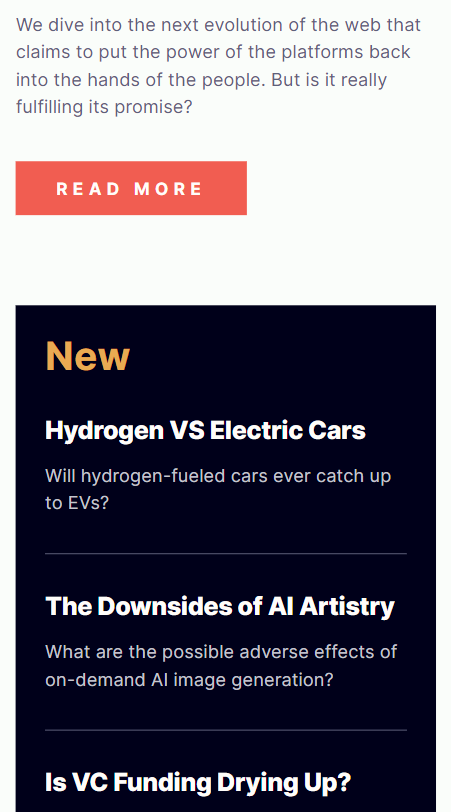 We dive into the next evolution of the web that
claims to put the power of the platforms back
into the hands of the people. But is it really
fulfilling its promise?
READ MORE
New
Hydrogen VS Electric Cars
Will hydrogen-fueled cars ever catch up
to EVs?
The Downsides of AI Artistry
What are the possible adverse effects of
on-demand AI image generation?
Is VC Funding Drying Up?